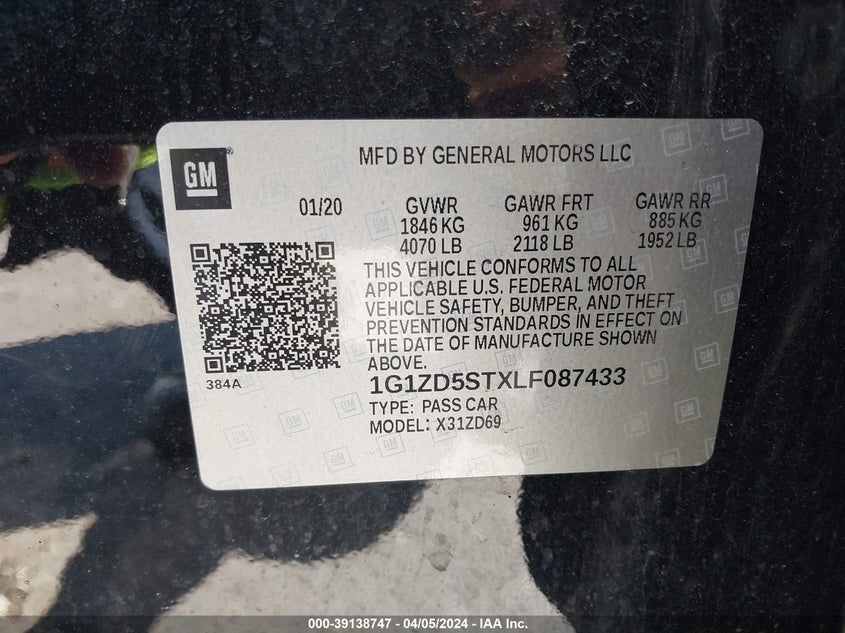 GM
MFD BY GENERAL MOTORS LLC
01/20 GVWR GAWR FRT GAWR RR
1846 KG 961 KG 885 KG
4070 LB 2118 LB 1952 LB
THIS VEHICLE CONFORMS TO ALL
APPLICABLE U.S. FEDERAL MOTOR
VEHICLE SAFETY, BUMPER, AND THEFT
PREVENTION STANDARDS IN EFFECT ON
THE DATE OF MANUFACTURE SHOWN
ABOVE.
384A
1G1ZD5STXLF087433
TYPE: PASS CAR
MODEL: X31ZD69
000-39138747 - 04/05/2024 - IAA Inc.